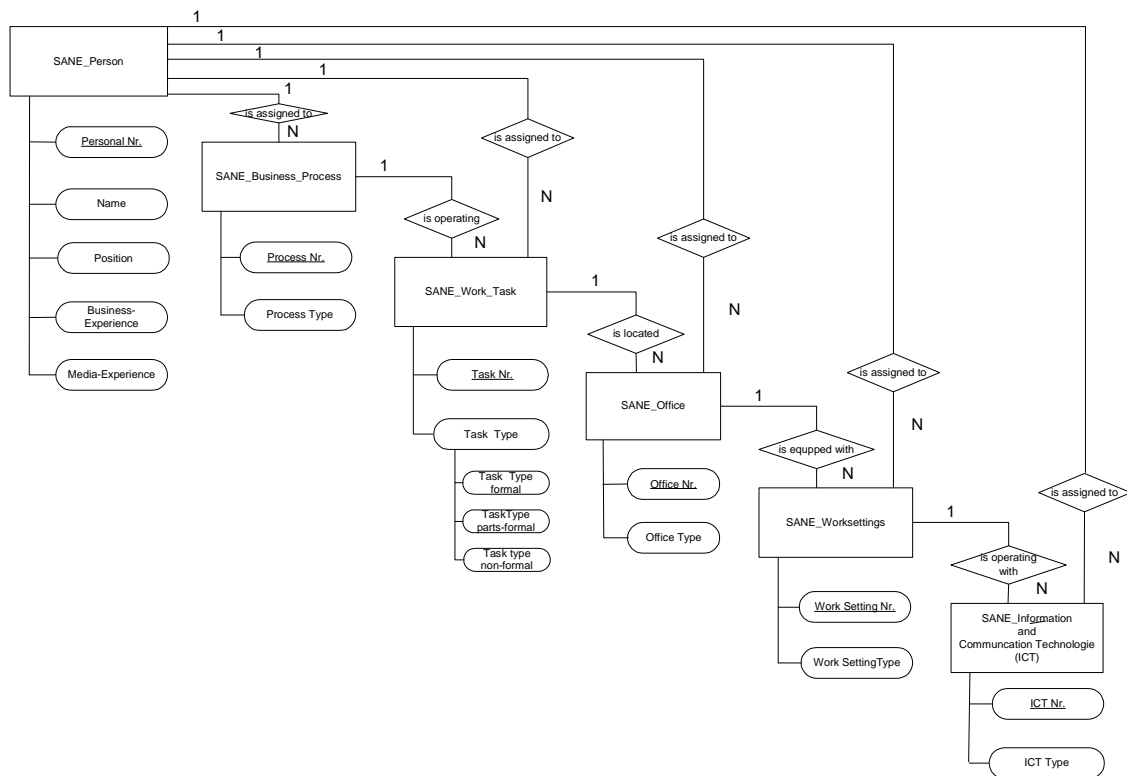 1
1
SANE_Person
1
1
1
is assigned to
N
is assigned to
Personal Nr.
SANE_Business_Process
1
N
Name
is operating
is assigned to
N
Position
Process Nr.
SANE_Work_Task
1
Business-
Experience
Process Type
is located
N
N
Media-Experience
Task Nr.
is assigned to
SANE_Office
1
N
Task Type
is equpped with
N
Task Type
formal
Office Nr.
is assigned to
TaskType
parts-formal
SANE_Worksettings
1
Office Type
Task type
non-formal
is operating
with
N
N
Work Setting Nr.
SANE_Information
and
Communcation Technologie
(ICT)
Work SettingType
ICT Nr.
ICT Type